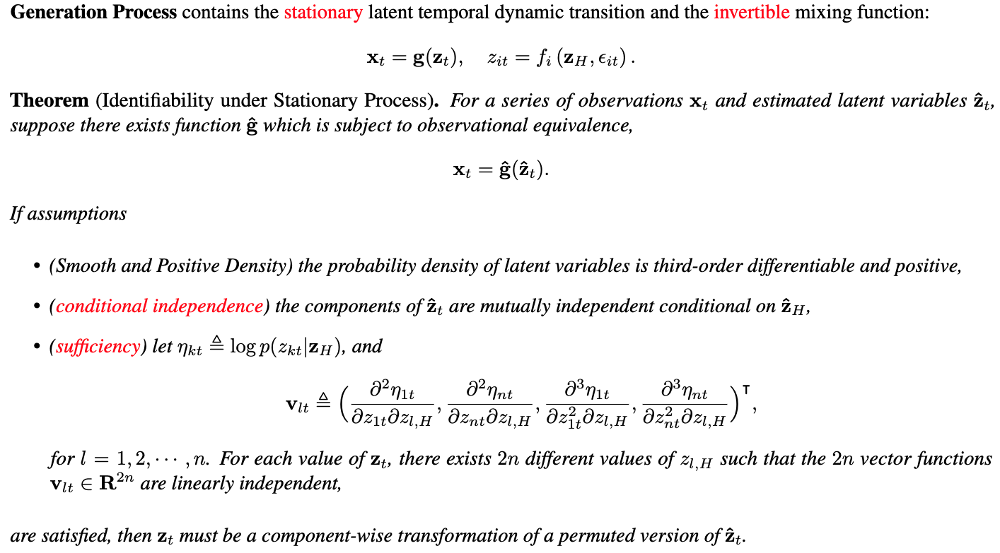 Generation Process contains the stationary latent temporal dynamic transition and the invertible mixing function:
$\mathbf{x}_t = \mathbf{g}(\mathbf{z}_t), \quad z_{it} = f_i(\mathbf{z}_H, \epsilon_{it}).$
Theorem (Identifiability under Stationary Process). For a series of observations $\mathbf{x}_t$ and estimated latent variables $\hat{\mathbf{z}}_t$,
suppose there exists function $\hat{\mathbf{g}}$ which is subject to observational equivalence,
$\mathbf{x}_t = \hat{\mathbf{g}}(\hat{\mathbf{z}}_t).$
If assumptions
• (Smooth and Positive Density) the probability density of latent variables is third-order differentiable and positive,
• (conditional independence) the components of $\hat{\mathbf{z}}_t$ are mutually independent conditional on $\hat{\mathbf{z}}_H$,
• (sufficiency) let $\eta_{kt} \triangleq \log p(z_{kt}|\mathbf{z}_H)$, and
$\mathbf{v}_{lt} \triangleq \left( \frac{\partial^2 \eta_{1t}}{\partial z_{1t} \partial z_{l,H}}, \frac{\partial^2 \eta_{nt}}{\partial z_{nt} \partial z_{l,H}}, \frac{\partial^3 \eta_{1t}}{\partial z_{1t}^2 \partial z_{l,H}}, \frac{\partial^3 \eta_{nt}}{\partial z_{nt}^2 \partial z_{l,H}} \right)^{\intercal},$
for $l = 1, 2, \cdots, n$. For each value of $\mathbf{z}_t$, there exists $2n$ different values of $z_{l,H}$ such that the $2n$ vector functions
$\mathbf{v}_{lt} \in \mathbf{R}^{2n}$ are linearly independent,
are satisfied, then $\mathbf{z}_t$ must be a component-wise transformation of a permuted version of $\hat{\mathbf{z}}_t$.